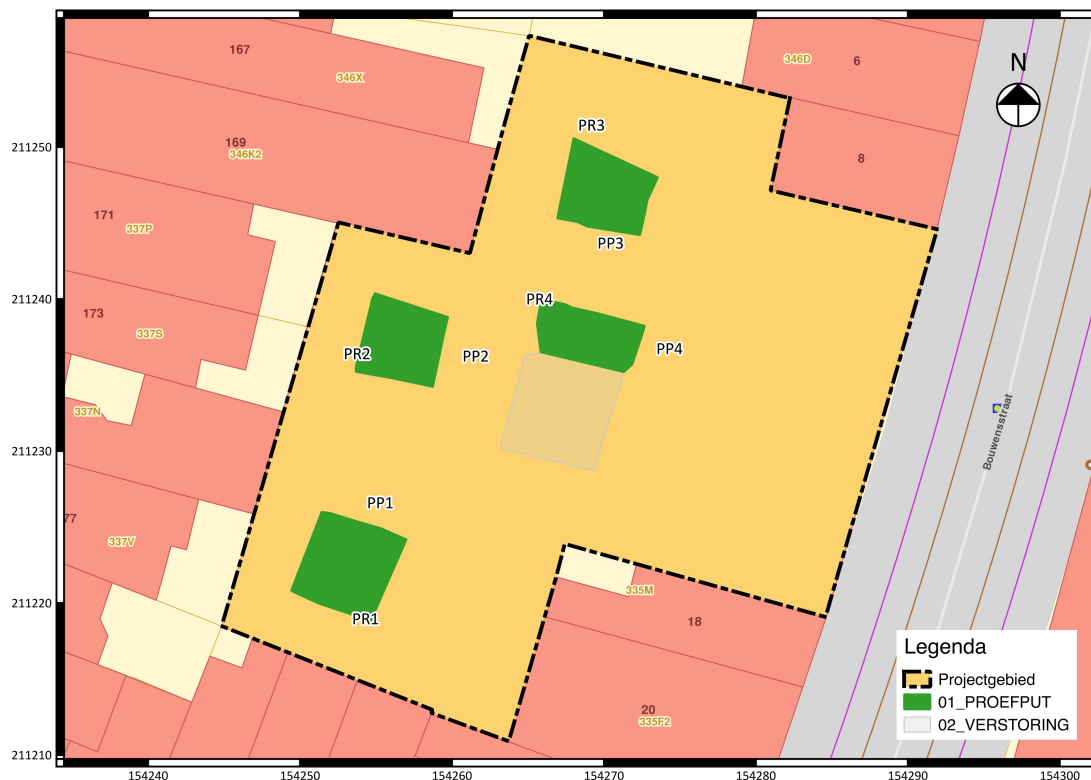 167
346X
346D
6
N
169
346K2
PR3
8
211250
171
337P
PP3
211240
173
337S
PR4
PR2
PP2
PP4
337N
Bouwensstraat
211230
77
337V
PP1
335M
211220
PR1
18
20
335F2
Legenda
Projectgebied
01_PROEFPUT
02_VERSTORING
211210
154240
154250
154260
154270
154280
154290
154300